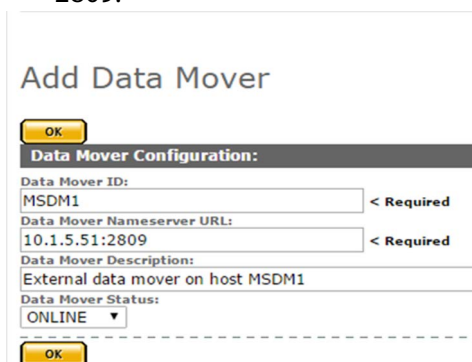 2809.
Add Data Mover
OK
Data Mover Configuration:
Data Mover ID:
MSDM1 < Required
Data Mover Nameserver URL:
10.1.5.51:2809 < Required
Data Mover Description:
External data mover on host MSDM1
Data Mover Status:
ONLINE ▼
OK